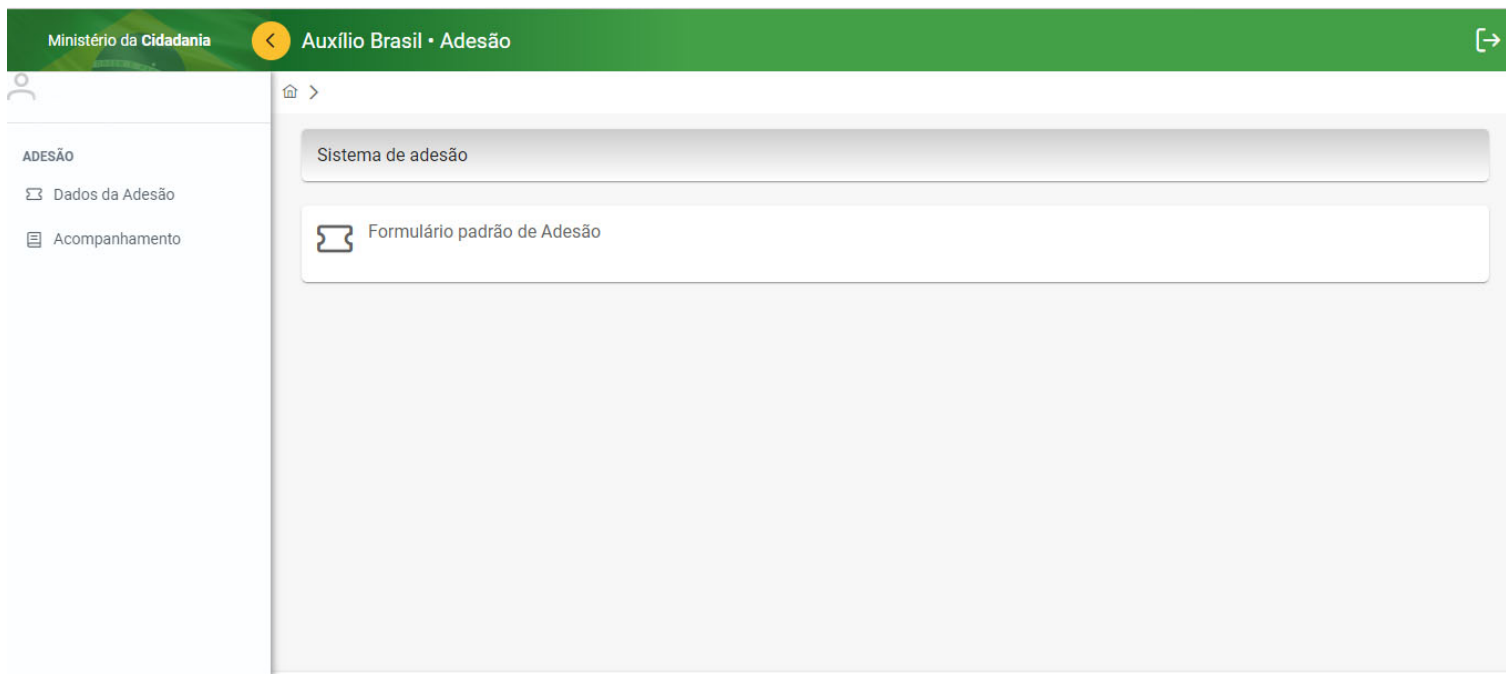 Ministério da Cidadania
Auxílio Brasil • Adesão
ADESÃO
Dados da Adesão
Acompanhamento
Sistema de adesão
Formulário padrão de Adesão